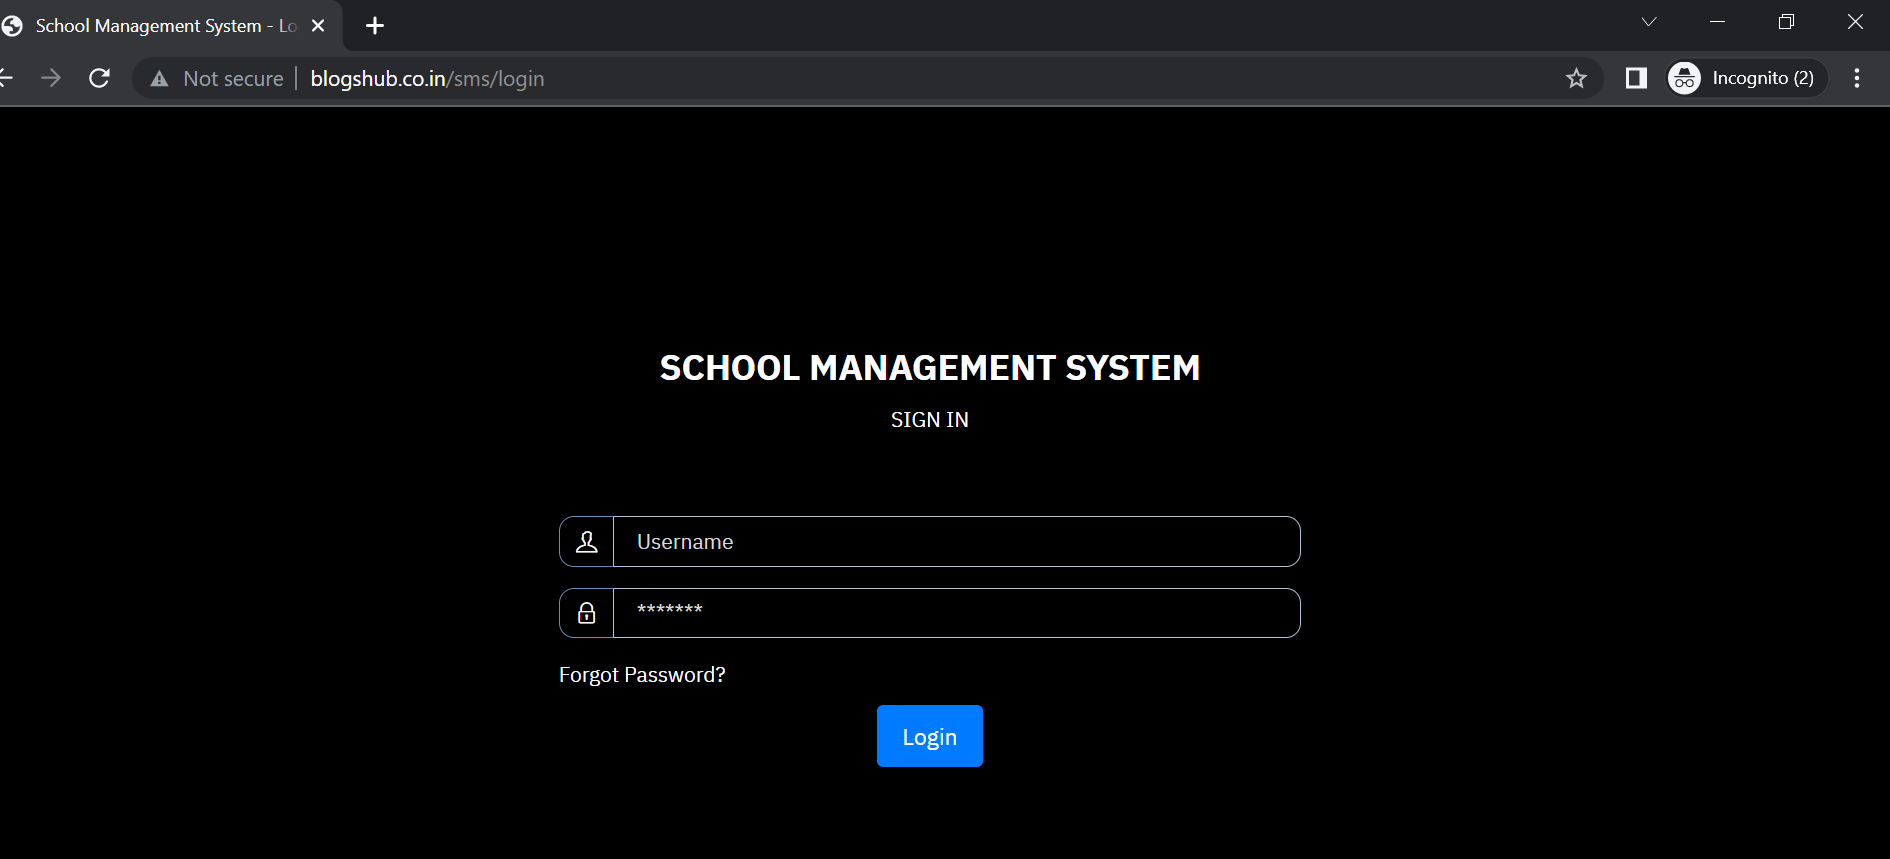 School Management System - Lo
Not secure blogshub.co.in/sms/login
Incognito (2)
SCHOOL MANAGEMENT SYSTEM
SIGN IN
Username
*******
Forgot Password?
Login